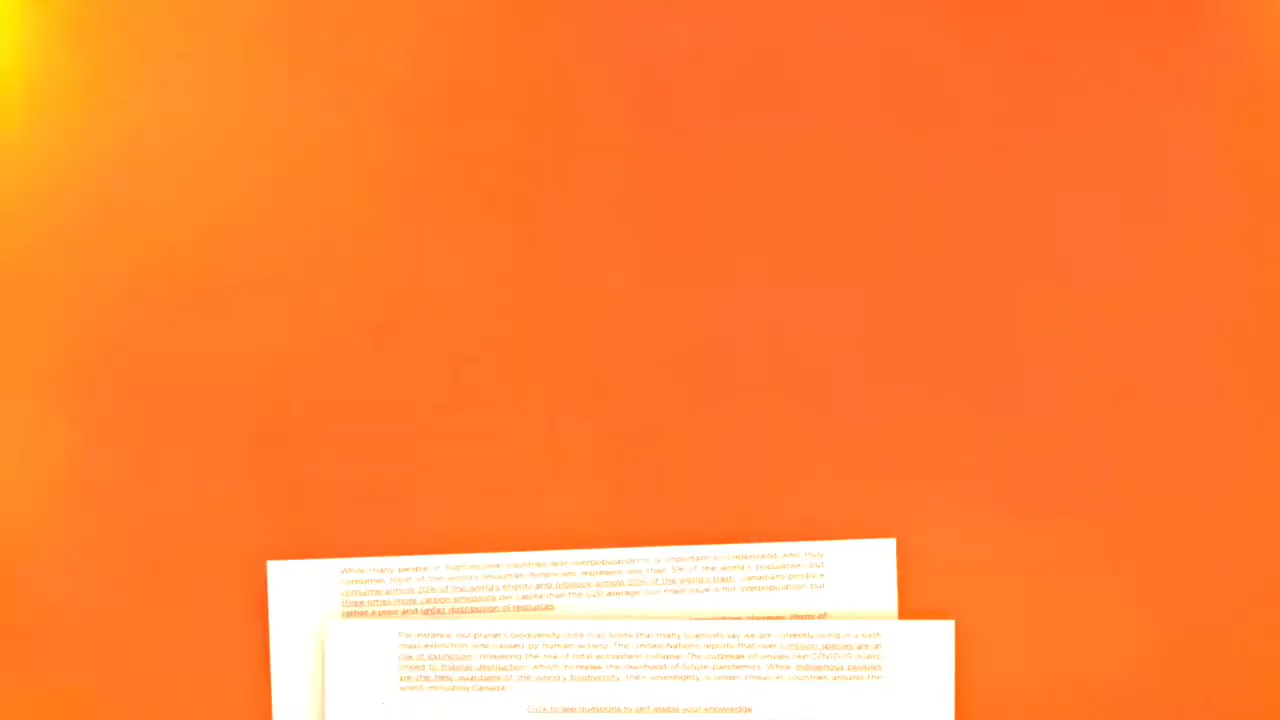 While many people in high-income countries fear overpopulation, it is important to understand who truly
consumes most of the world's resources. Americans represent less than 5% of the world's population, but
consume almost 20% of the world's energy and produce almost 20% of the world's trash. Canadians produce
three times more carbon emissions per capita than the G20 average. Our main issue is not overpopulation, but
rather a poor and unfair distribution of resources.
For instance, our planet's biodiversity is so that many scientists say we are currently living in a sixth
mass extinction caused by human activity. The United Nations reports that over 1 million species are at
risk of extinction, increasing the risk of total ecosystem collapse. The outbreak of viruses like COVID-19 is also
linked to habitat destruction, which increases the likelihood of future pandemics. While Indigenous peoples
are the best guardians of the world's biodiversity, their sovereignty is under threat in countries around the
world, including Canada.
Click to see questions to self assess your knowledge